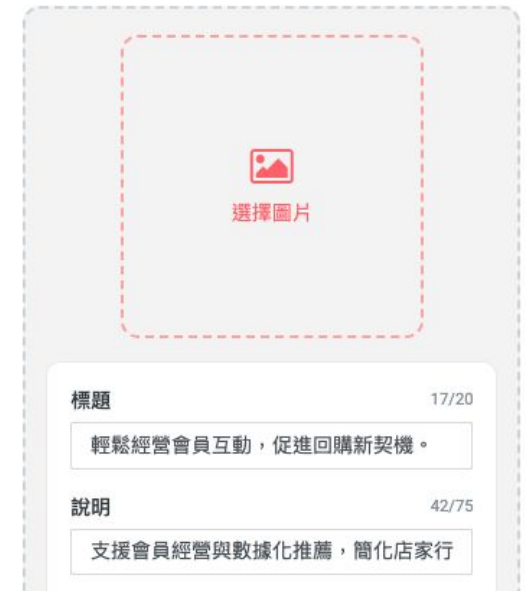 選擇圖片
標題 17/20
輕鬆經營會員互動，促進回購新契機。
說明 42/75
支援會員經營與數據化推薦，簡化店家行